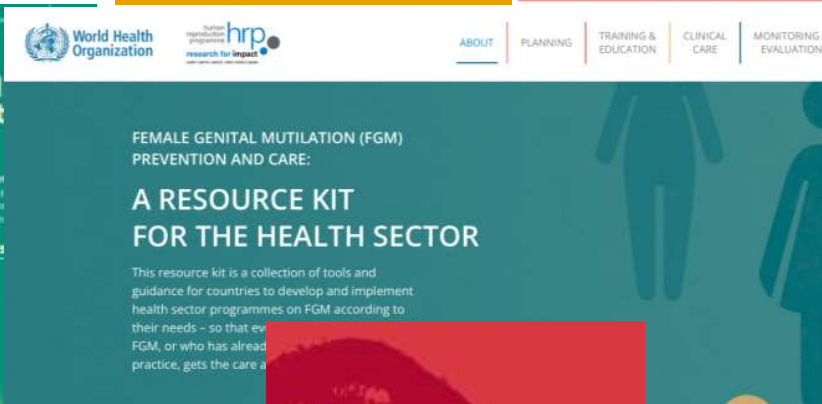 World Health
Organization
human
reproduction
programme
hrp
research for impact
ABOUT
PLANNING
TRAINING &
EDUCATION
CLINICAL
CARE
MONITORING
EVALUATION
FEMALE GENITAL MUTILATION (FGM)
PREVENTION AND CARE:
A RESOURCE KIT
FOR THE HEALTH SECTOR
This resource kit is a collection of tools and
guidance for countries to develop and implement
health sector programmes on FGM according to
their needs – so that
FGM, or who has
practice, gets the care